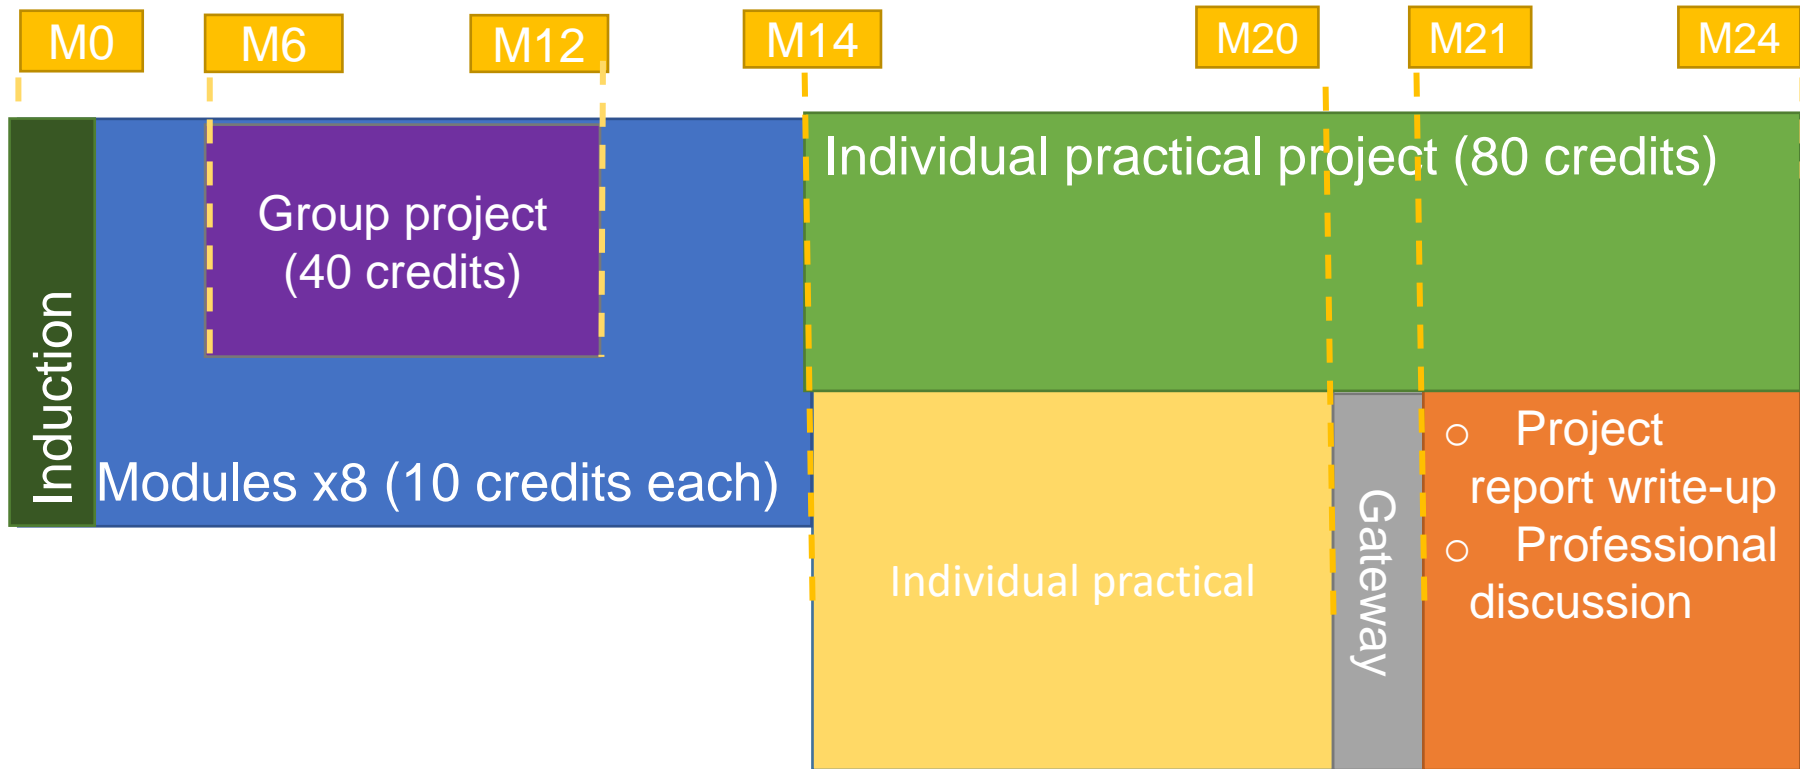 M0
M6
M12
M14
M20
M21
M24
Induction
Group project
(40 credits)
Modules x8 (10 credits each)
Individual practical project (80 credits)
Individual practical
Gateway
o Project
report write-up
o Professional
discussion